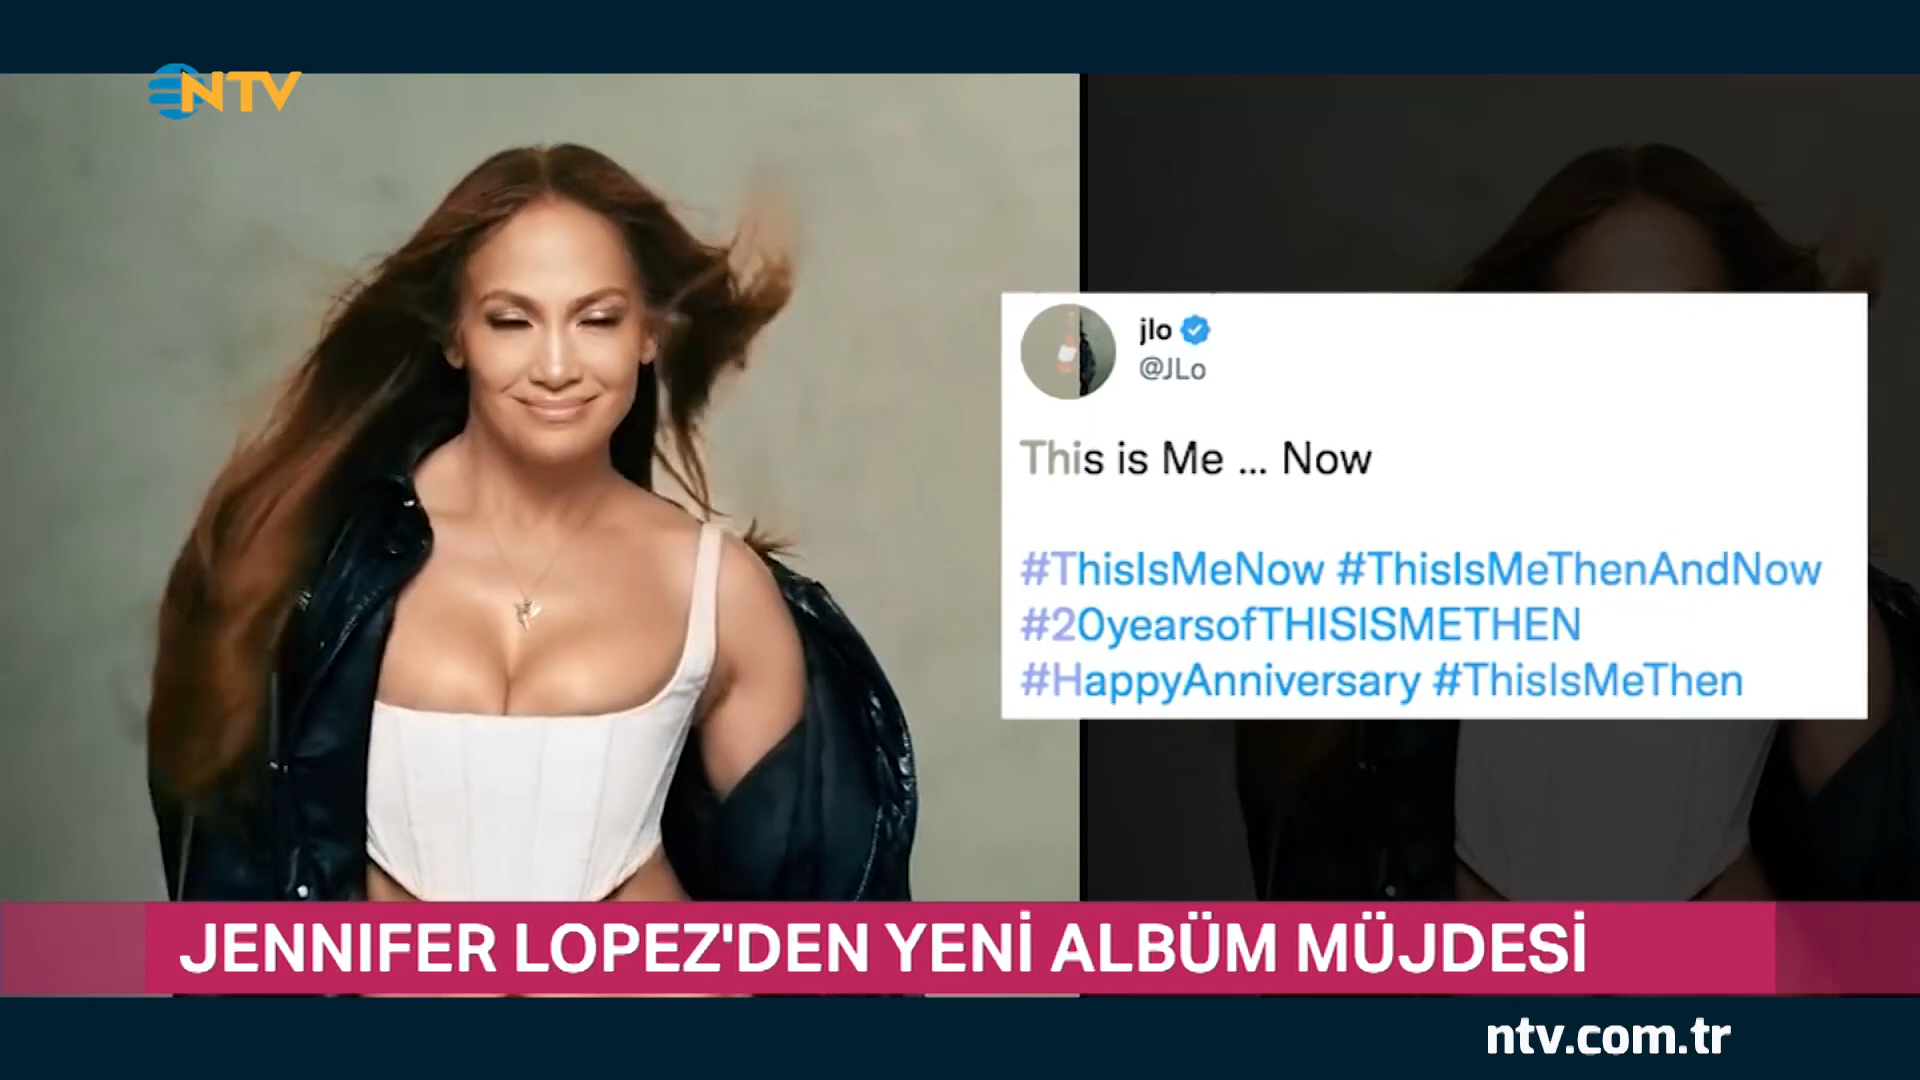 NTV
jlo
@JLo
This is Me ... Now
#ThisIsMeNow #ThisIsMeThenAndNow
#20yearsofTHISISMETHEN
#HappyAnniversary #ThisIsMeThen
JENNIFER LOPEZ'DEN YENİ ALBÜM MÜJDESİ
ntv.com.tr